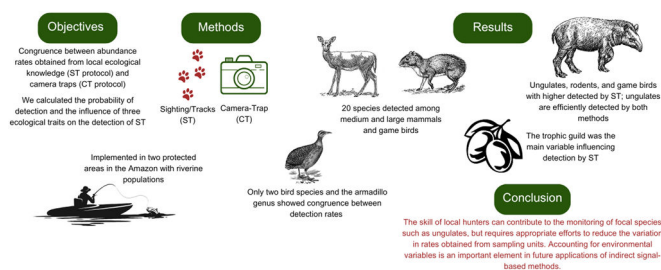 Objectives
Congruence between abundance
rates obtained from local ecological
knowledge (ST protocol) and
camera traps (CT protocol)
We calculated the probability of
detection and the influence of three
ecological traits on the detection of ST
Implemented in two protected
areas in the Amazon with riverine
populations
Methods
Sighting/Tracks
(ST)
Camera-Trap
(CT)
Results
20 species detected among
medium and large mammals
and game birds
Only two bird species and the armadillo
genus showed congruence between
detection rates
Ungulates, rodents, and game birds
with higher detected by ST; ungulates
are efficiently detected by both
methods
The trophic guild was the
main variable influencing
detection by ST
Conclusion
The skill of local hunters can contribute to the monitoring of focal species
such as ungulates, but requires appropriate efforts to reduce the variation
in rates obtained from sampling units. Accounting for environmental
variables is an important element in future applications of indirect signal-
based methods.